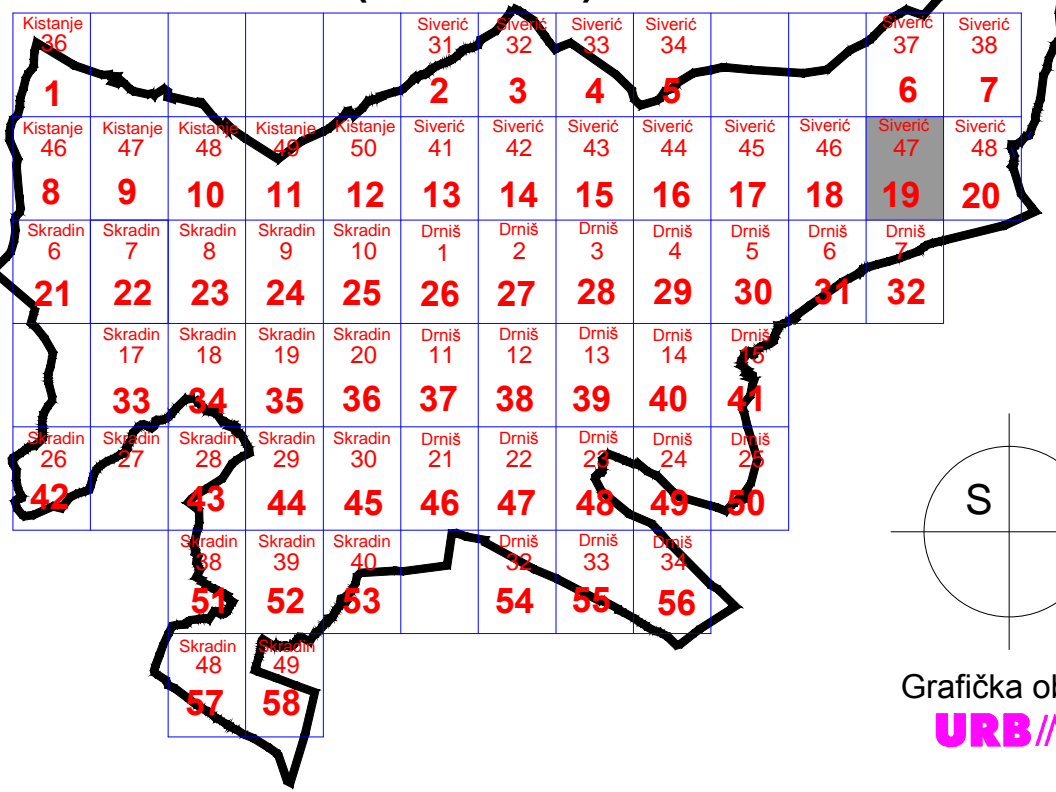 Kistanje Siverić Siverić Siverić Siverić Siverić Siverić
36 31 32 33 34 37 38
1 2 3 4 5 6 7
Kistanje Kistanje Kistanje Kistanje Kistanje Siverić Siverić Siverić Siverić Siverić Siverić Siverić Siverić
46 47 48 49 50 41 42 43 44 45 46 47 48
8 9 10 11 12 13 14 15 16 17 18 19 20
Skradin Skradin Skradin Skradin Skradin Drniš Drniš Drniš Drniš Drniš Drniš Drniš
6 7 8 9 10 1 2 3 4 5 6 7
21 22 23 24 25 26 27 28 29 30 31 32
Skradin Skradin Skradin Skradin Drniš Drniš Drniš Drniš Drniš
17 18 19 20 11 12 13 14 15
33 34 35 36 37 38 39 40 41
Skradin Skradin Skradin Skradin Skradin Drniš Drniš Drniš Drniš Drniš
26 27 28 29 30 21 22 23 24 25
42 43 44 45 46 47 48 49 50
Skradin Skradin Skradin Drniš Drniš Drniš
38 39 40 32 33 34
51 52 53 54 55 56
Skradin Skradin
48 49
57 58
S
Grafička ob
URB//